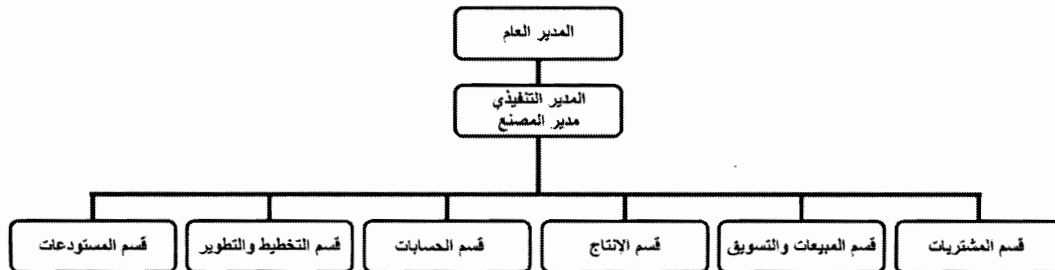 المدير العام
المدير التنفيذي
مدير المصنع
قسم المشتريات
قسم المبيعات والتسويق
قسم الإنتاج
قسم الحسابات
قسم التخطيط والتطوير
قسم المستودعات